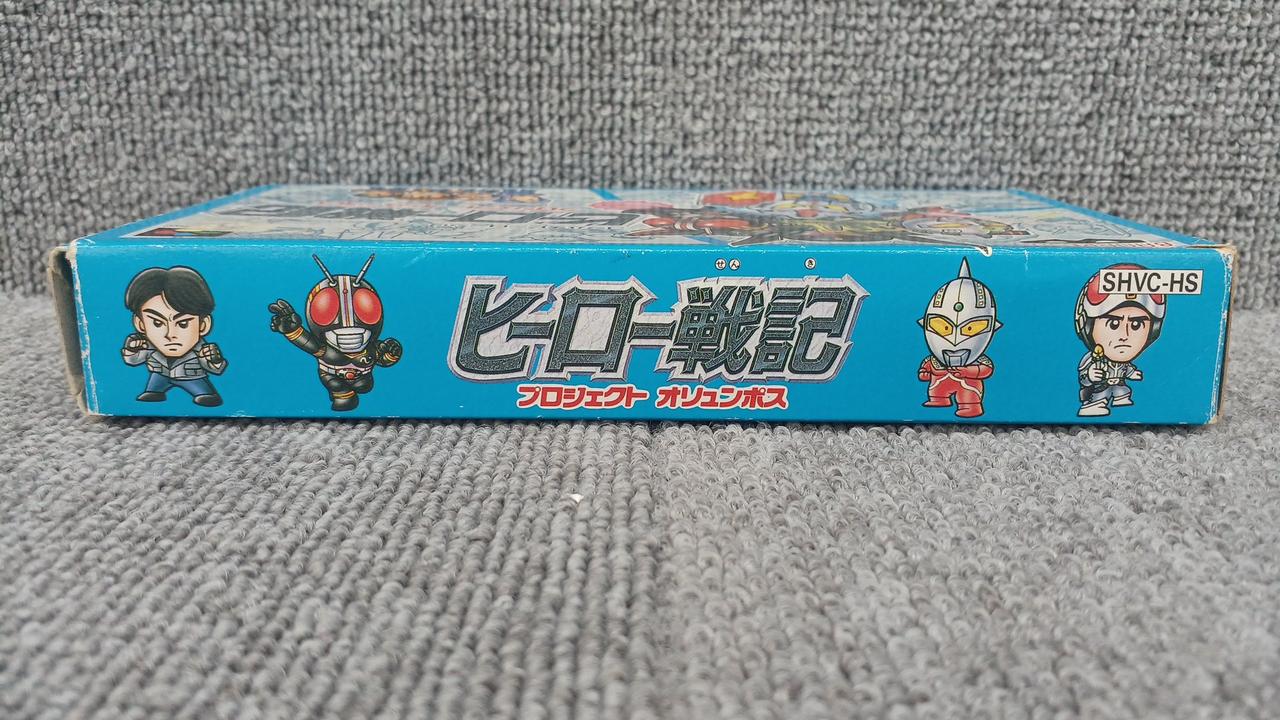 せん き
ヒーロー戦記
プロジェクト オリュンポス
SHVC-HS